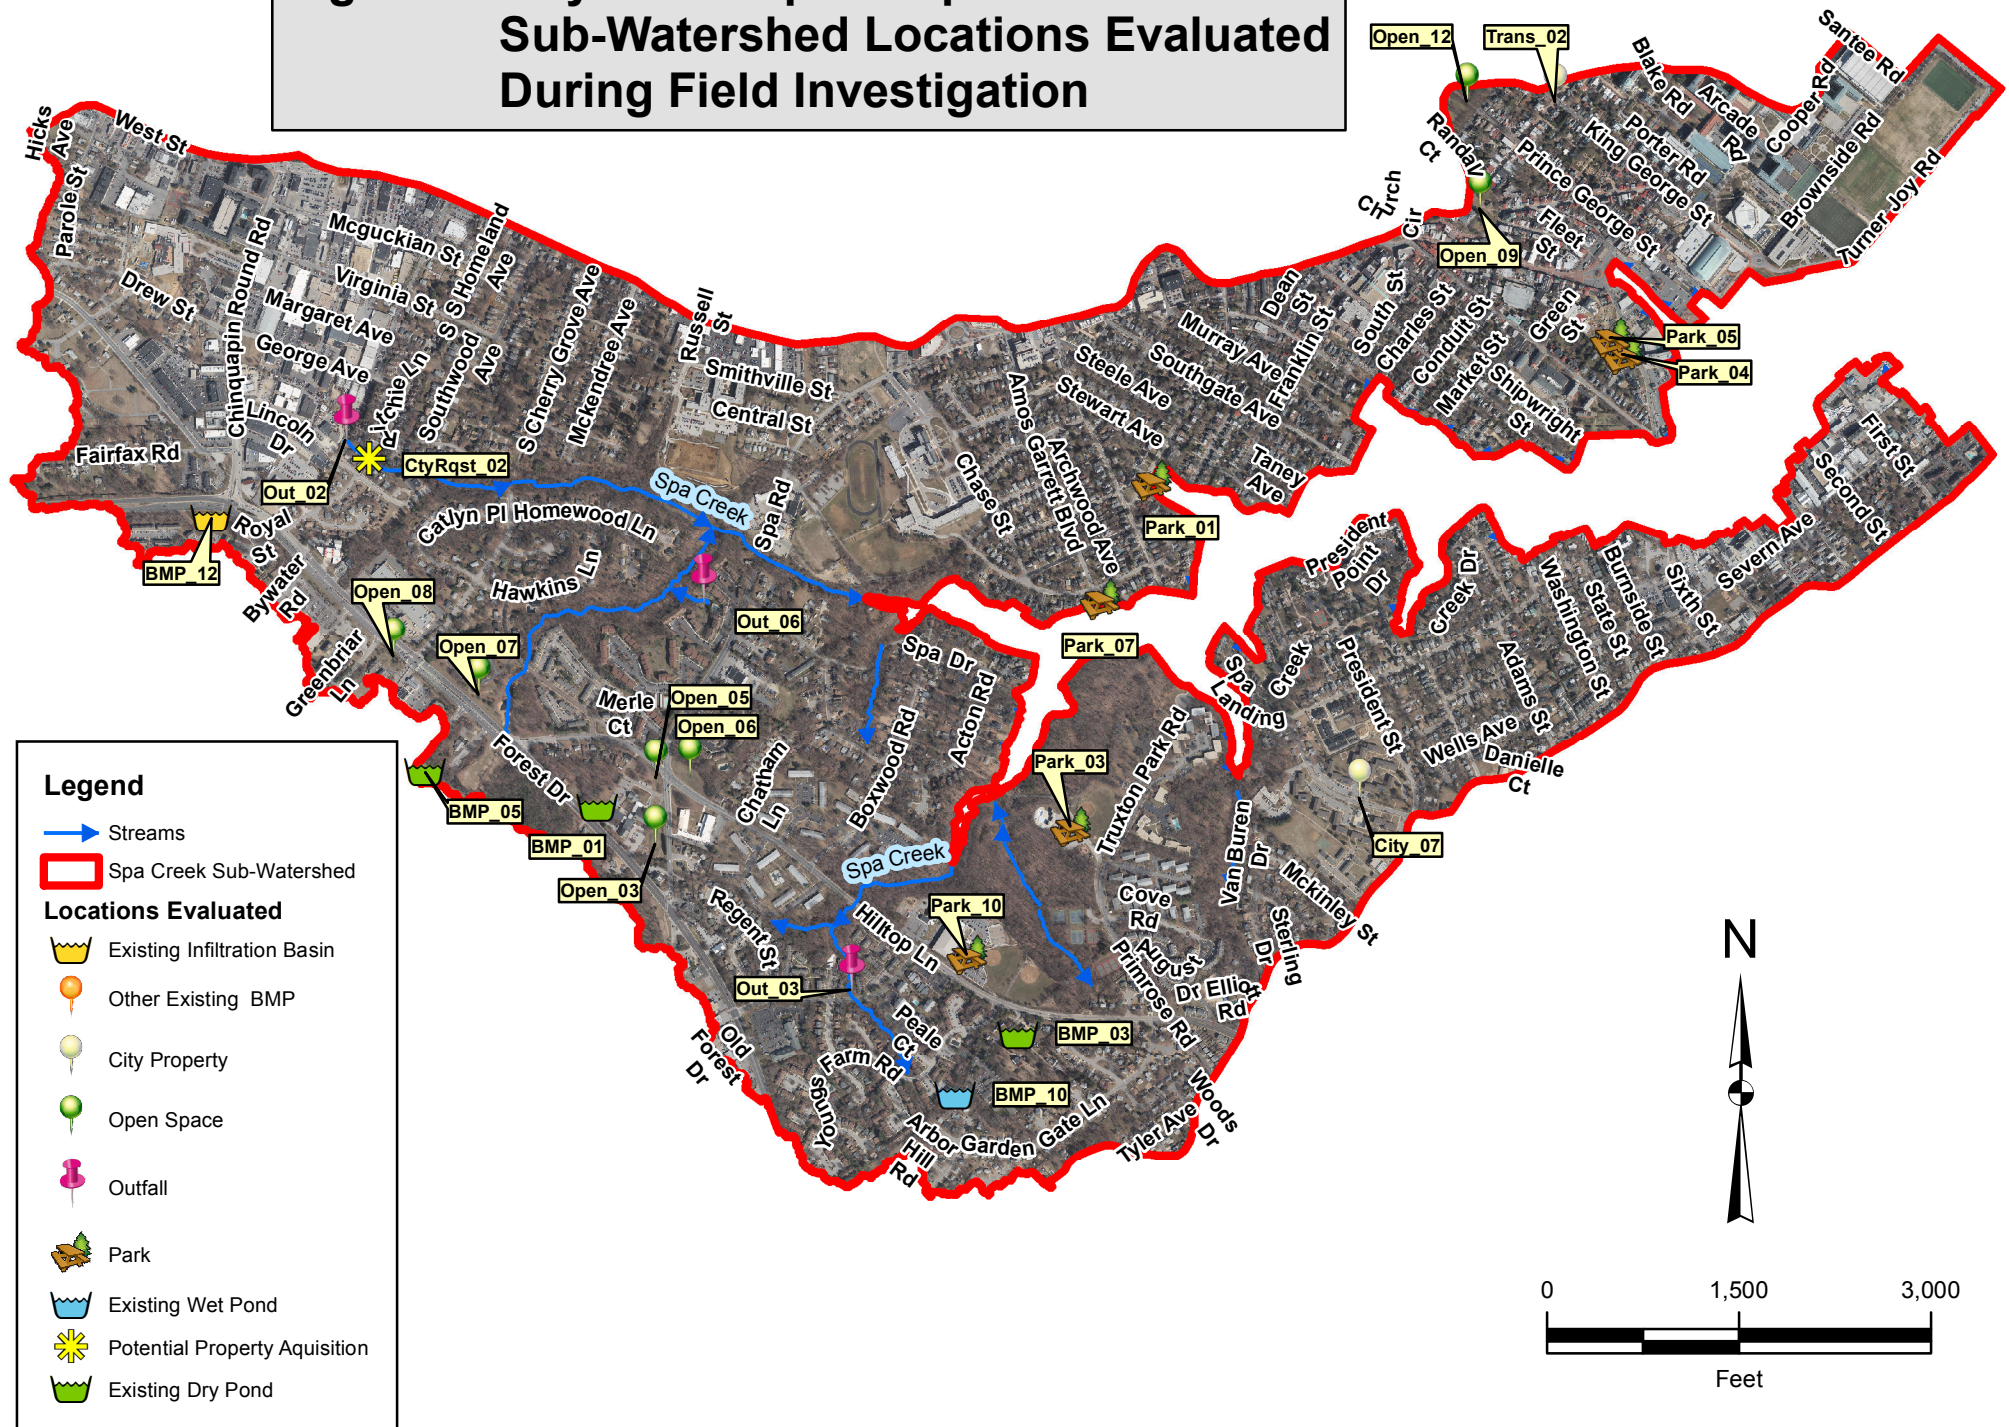 Sub-Watershed Locations Evaluated
During Field Investigation
Open_12
Trans_02
Santee Rd
Blake Rd
Arcade
Rd
Cooper Rd
Porter Rd
King George St
Prince George St
Brownside Rd
Turner Joy Rd
Randall
Ct
Church
Cir
Open_09
Fleet
St
Hicks
Ave
West St
Parole St
Mcguckian St
Virginia St
Margaret Ave
George Ave
Drew St
Chinquapin Round Rd
Lincoln
Dr
Ritchie Ln
S Homeland
Ave
S Southwood
Ave
S Cherry Grove Ave
Mckendree Ave
Russell
St
Smithville St
Central St
Fairfax Rd
Out_02
CtyRqst_02
Spa Creek
Spa Rd
Chase St
Amos Garrett Blvd
Archwood Ave
Stewart Ave
Steele Ave
Southgate Ave
Murray Ave
Dean
St
Franklin St
Taney
Ave
South St
Charles St
Conduit St
Market St
Shipwright
St
Green
St
Park_05
Park_04
Park_01
Park_07
First St
Second St
Severn Ave
Sixth St
Burnside St
State St
Washington St
Adams St
Creek Dr
President
Point
Dr
President St
Wells Ave
Danielle
Ct
Spa
Creek
Landing
BMP_12
Royal
St
Bywater
Rd
Greenbriar
Ln
Catlyn Pl
Homewood Ln
Hawkins Ln
Open_08
Open_07
Out_06
Merle
Ct
Open_05
Open_06
Forest Dr
BMP_05
BMP_01
Open_03
Chatham
Ln
Boxwood Rd
Spa Dr
Acton Rd
Park_03
Truxton Park Rd
Van Buren
Dr
City_07
Mckinley St
Sterling
Dr
Cove
Rd
August
Dr
Primrose Rd
Elliott
Rd
Spa Creek
Hilltop Ln
Park_10
Regent St
Out_03
Old
Forest
Dr
Peale
Ct
Farm Rd
Youngs
BMP_03
BMP_10
Arbor
Hill
Rd
Garden Gate Ln
Tyler Ave
Woods
Dr
Legend
Streams
Spa Creek Sub-Watershed
Locations Evaluated
Existing Infiltration Basin
Other Existing BMP
City Property
Open Space
Outfall
Park
Existing Wet Pond
Potential Property Aquisition
Existing Dry Pond
N
0 1,500 3,000
Feet